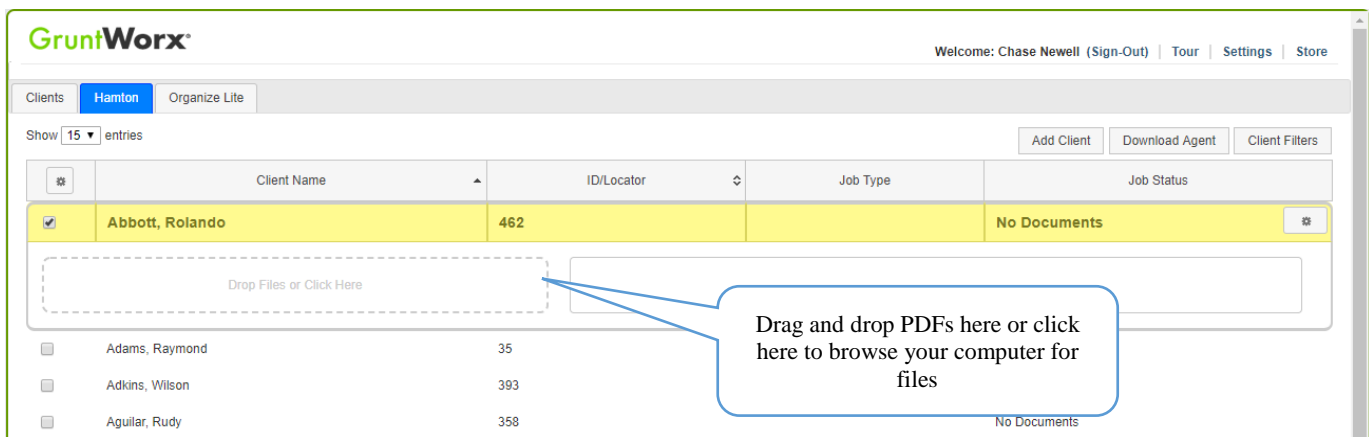 GruntWorx
Welcome: Chase Newell (Sign-Out) | Tour | Settings | Store
Clients Hamton Organize Lite
Show 15 entries
Add Client Download Agent Client Filters
Client Name ID/Locator Job Type Job Status
Abbott, Rolando 462 No Documents
Drop Files or Click Here
Drag and drop PDFs here or click
here to browse your computer for
files
Adams, Raymond 35
Adkins, Wilson 393
Aguilar, Rudy 358 No Documents